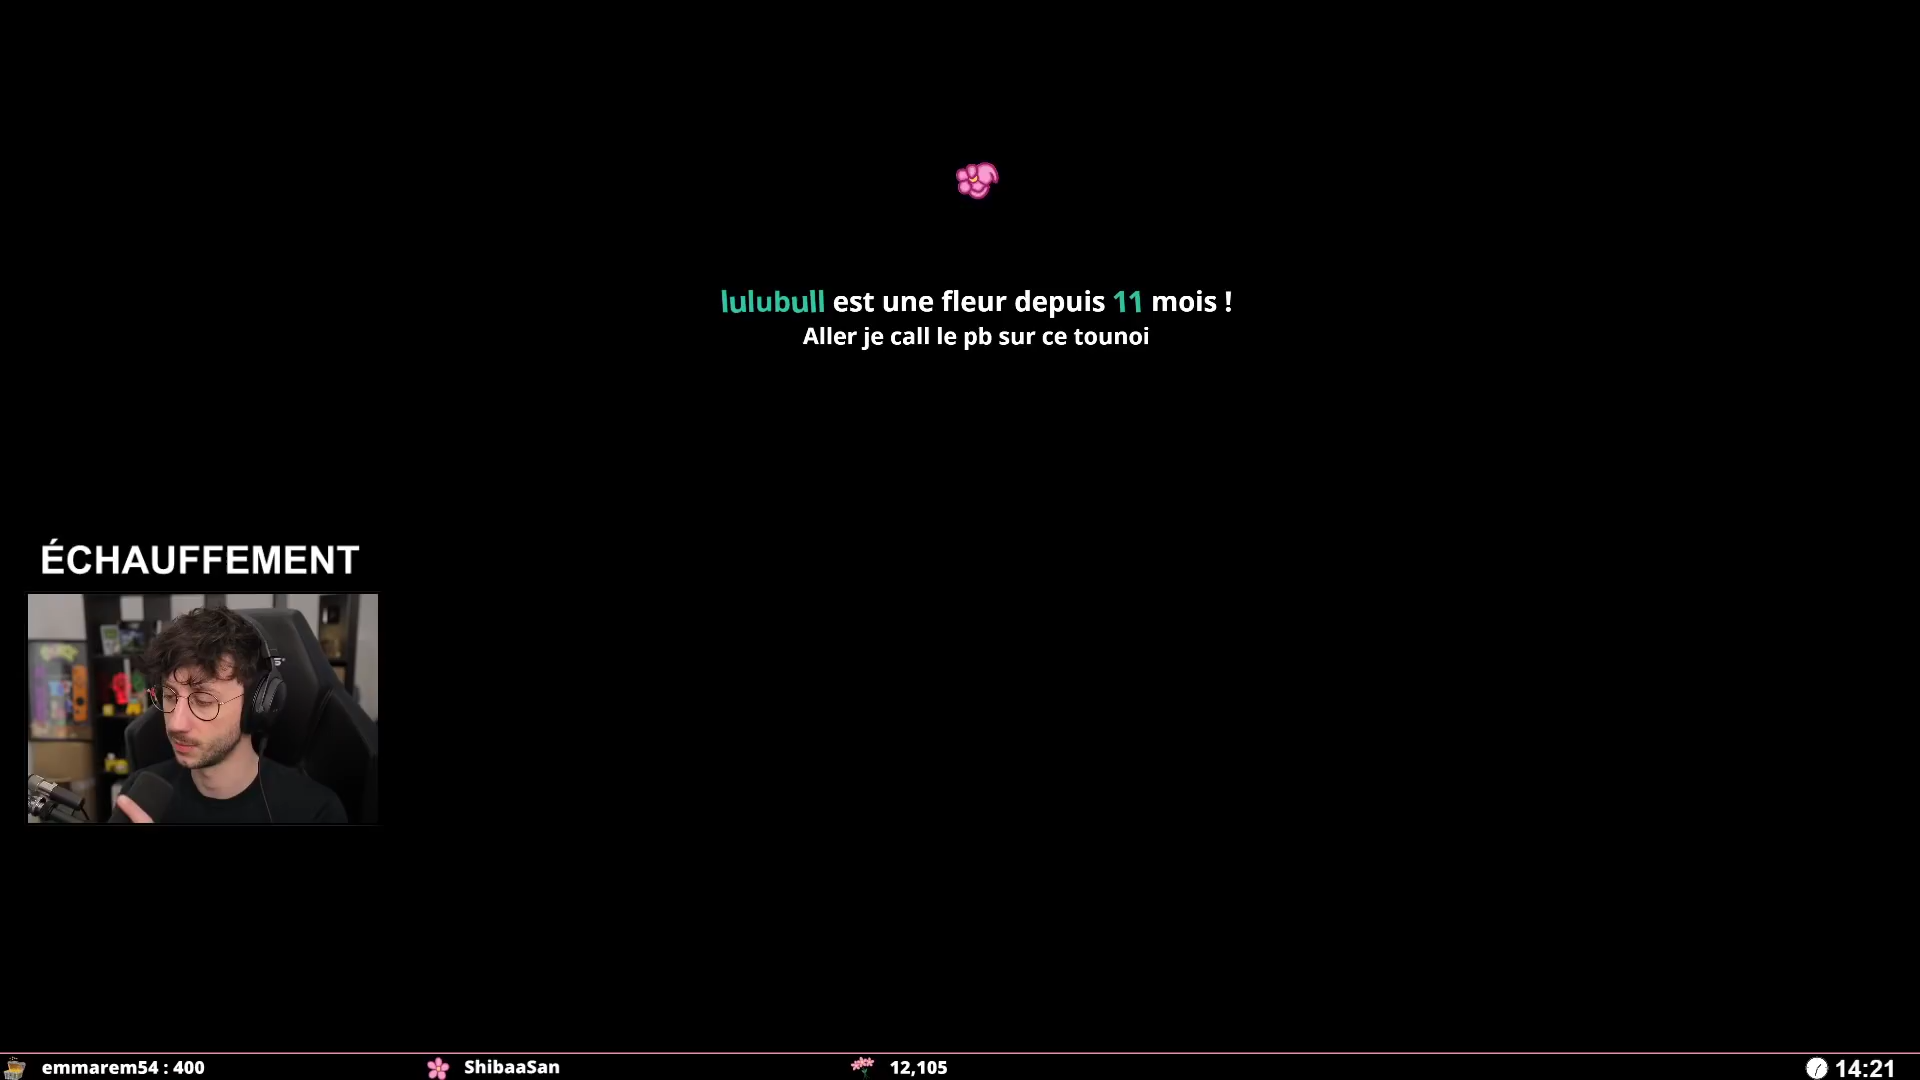 lulubull est une fleur depuis 11 mois !
Aller je call le pb sur ce tounoi
ÉCHAUFFEMENT
emmarem54 : 400
ShibaaSan
12,105
14:21